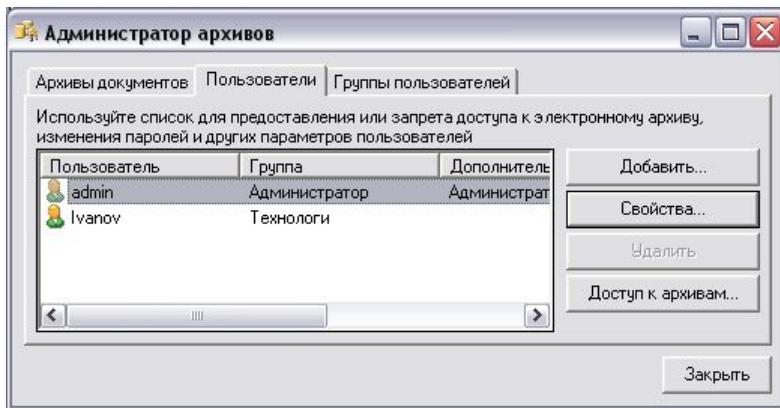 Администратор архивов
Архивы документов Пользователи Группы пользователей
Используйте список для предоставления или запрета доступа к электронному архиву,
изменения паролей и других параметров пользователей
Пользователь Группа Дополнитель
admin Администратор Администрат
Ivanov Технологи
Добавить...
Свойства...
Удалить
Доступ к архивам...
Закрыть